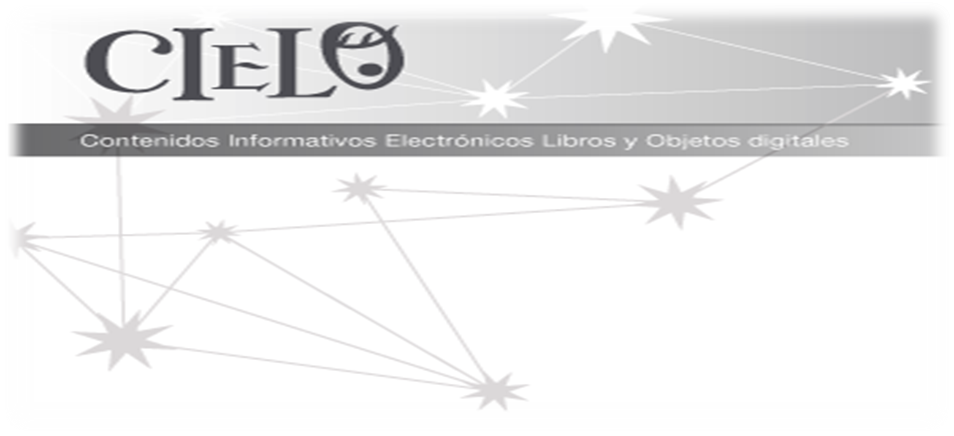 CIELO
Contenidos Informativos Electrónicos Libros y Objetos digitales